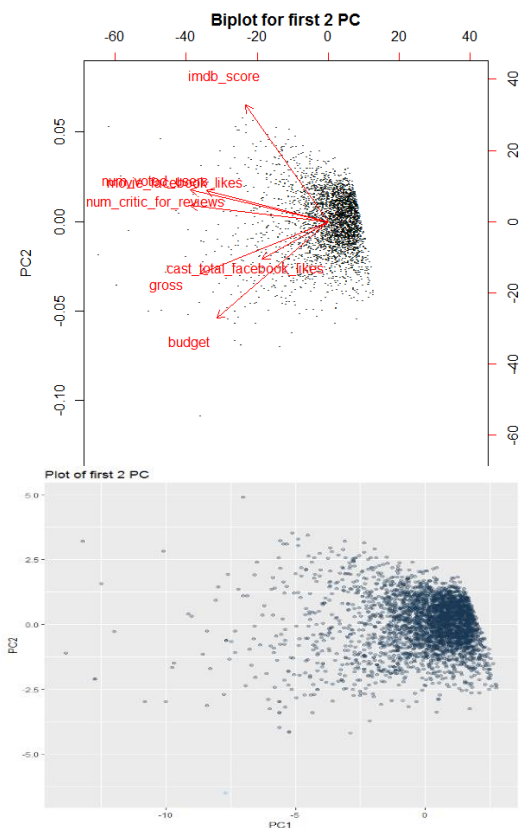 Biplot for first 2 PC
-60 -40 -20 0 20 40
imdb_score
num_voted_users
movie_facebook_likes
num_critic_for_reviews
cast_total_facebook_likes
gross
budget
PC2
0.05
0.00
-0.05
-0.10
40
20
0
-20
-40
-60
Plot of first 2 PC
5.0
2.5
0.0
-2.5
-5.0
PC2
-10 -5 0
PC1